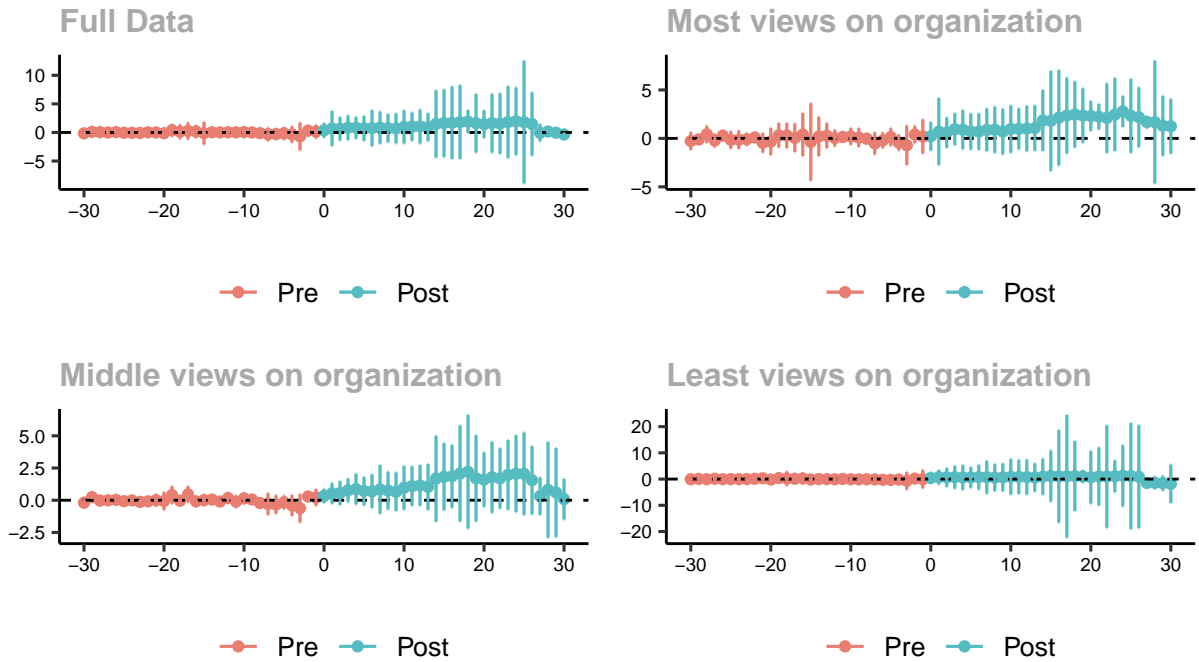 Full Data
10
5
0
−5
−30 −20 −10 0 10 20 30
Pre Post
Most views on organization
5
0
−5
−30 −20 −10 0 10 20 30
Pre Post
Middle views on organization
5.0
2.5
0.0
−2.5
−30 −20 −10 0 10 20 30
Pre Post
Least views on organization
20
10
0
−10
−20
−30 −20 −10 0 10 20 30
Pre Post